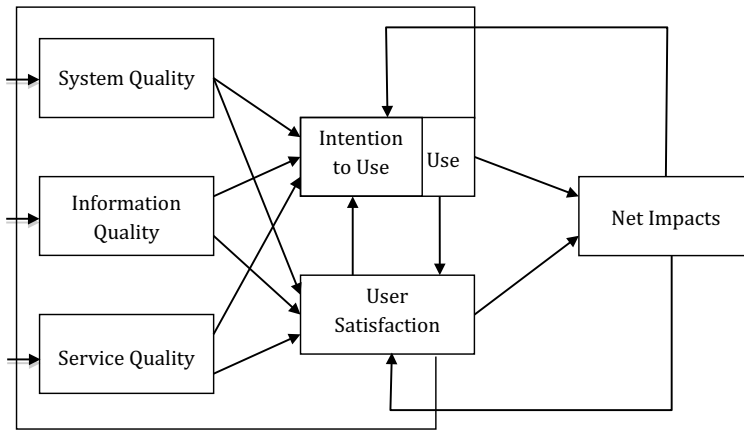 System Quality
Intention
to Use
Use
Information
Quality
Net Impacts
User
Satisfaction
Service Quality